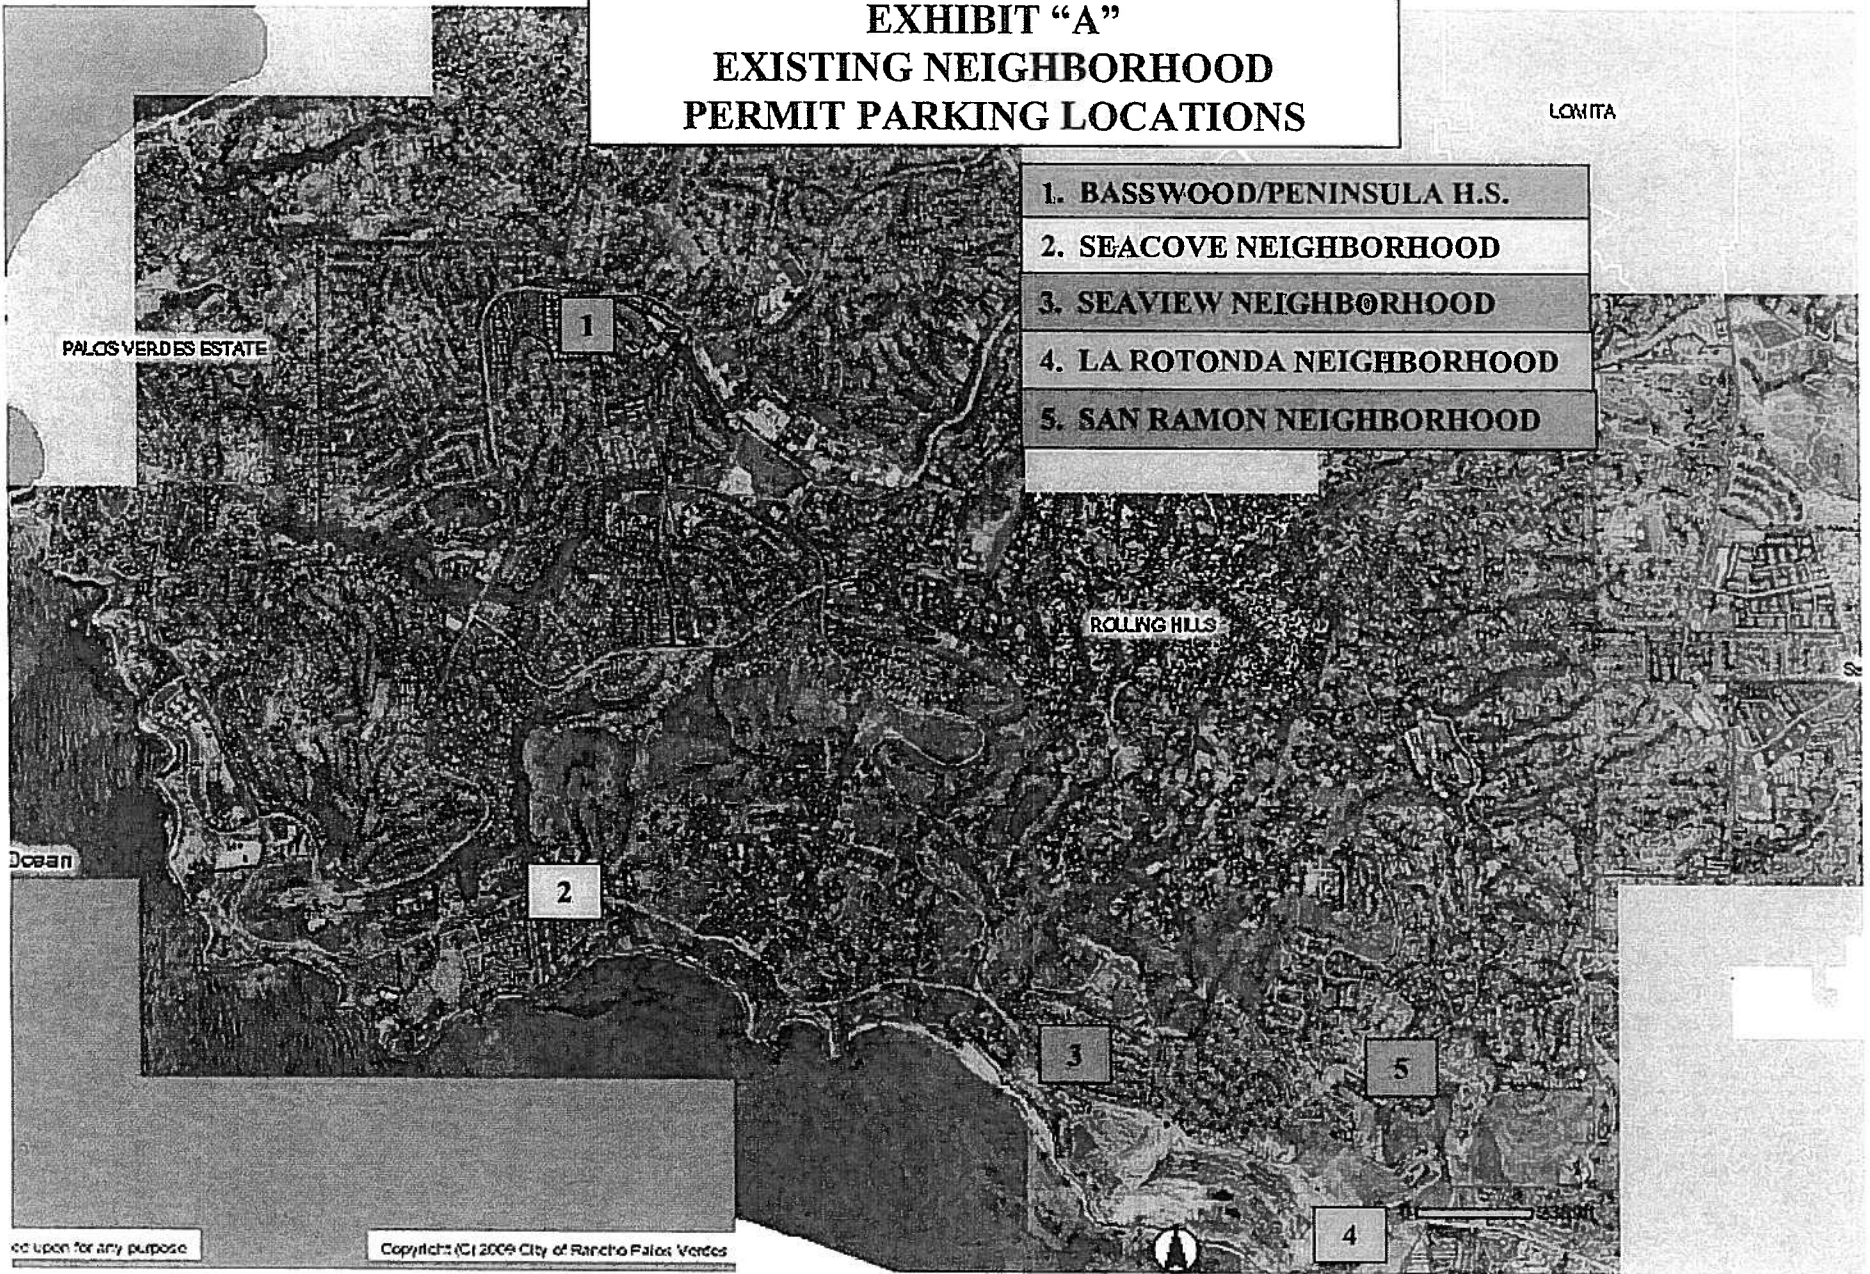 EXHIBIT “A”
EXISTING NEIGHBORHOOD
PERMIT PARKING LOCATIONS
LOMITA
1. BASSWOOD/PENINSULA H.S.
2. SEACOVE NEIGHBORHOOD
3. SEAVIEW NEIGHBORHOOD
4. LA ROTONDA NEIGHBORHOOD
5. SAN RAMON NEIGHBORHOOD
1
PALOS VERDES ESTATE
ROLLING HILLS
Ocean
2
3
5
4
upon for any purpose
Copyright (C) 2009 City of Rancho Palos Verdes